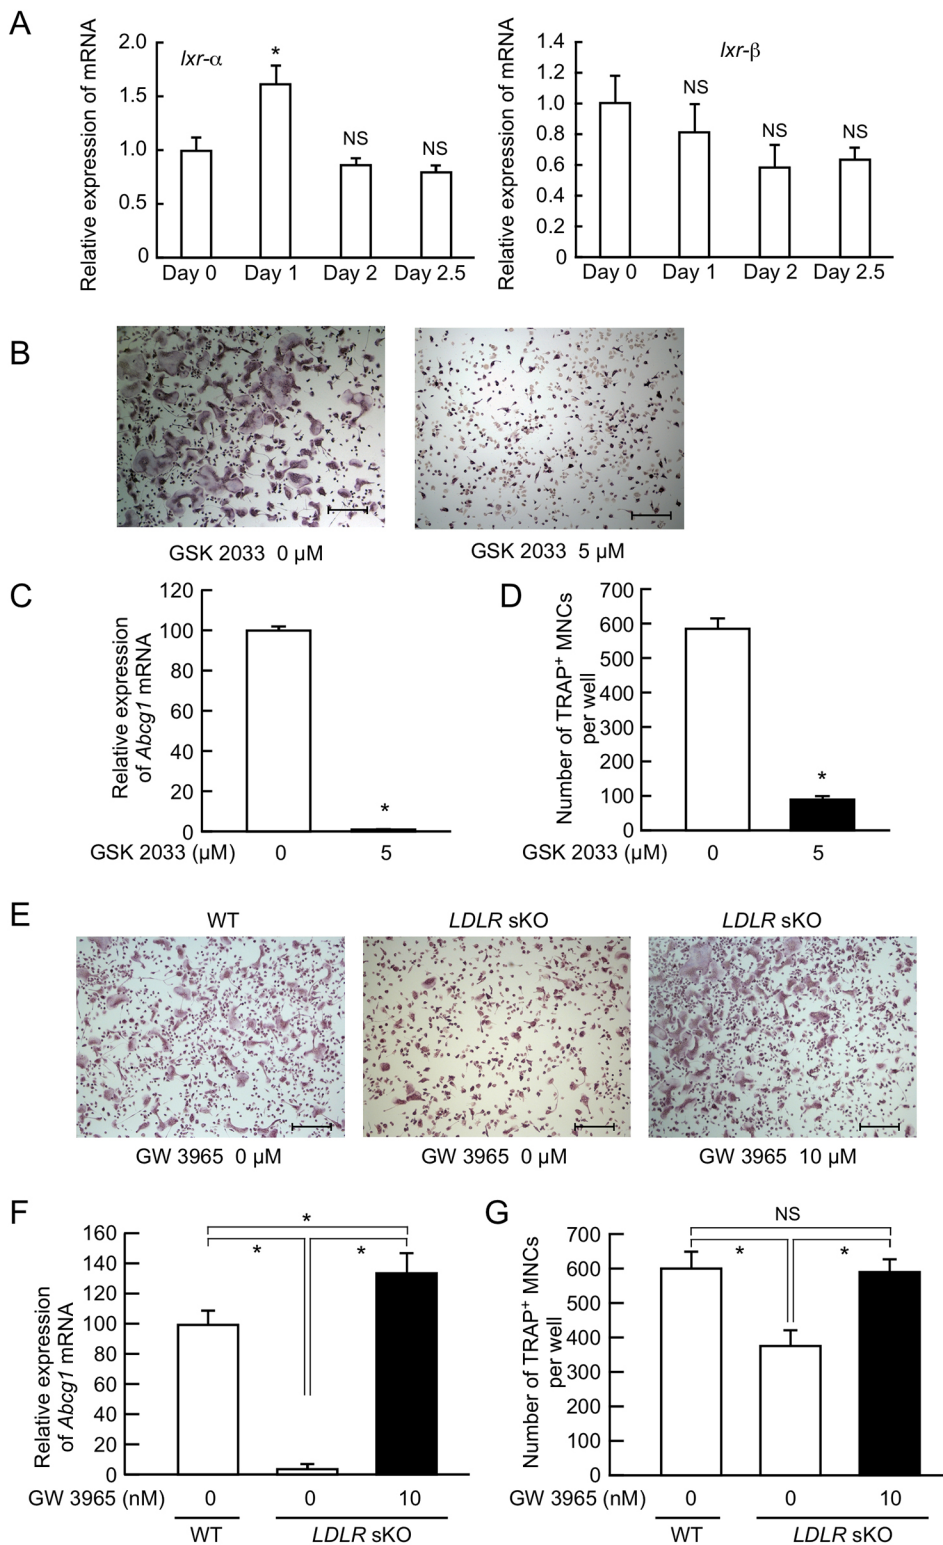 A
Relative expression of mRNA
2.0
1.5
1.0
0.5
0
lxr-α
*
NS
NS
Day 0 Day 1 Day 2 Day 2.5
Relative expression of mRNA
1.4
1.2
1.0
0.8
0.6
0.4
0.2
0
lxr-β
NS
NS
NS
Day 0 Day 1 Day 2 Day 2.5
B
GSK 2033 0 μM
GSK 2033 5 μM
C
Relative expression
of Abcg1 mRNA
120
100
80
60
40
20
0
*
GSK 2033 (μM) 0 5
D
Number of TRAP+ MNCs
per well
700
600
500
400
300
200
100
0
*
GSK 2033 (μM) 0 5
E
WT
LDLR sKO
LDLR sKO
GW 3965 0 μM
GW 3965 0 μM
GW 3965 10 μM
F
Relative expression
of Abcg1 mRNA
160
140
120
100
80
60
40
20
0
*
* *
GW 3965 (nM) 0 0 10
WT LDLR sKO
G
Number of TRAP+ MNCs
per well
700
600
500
400
300
200
100
0
NS
* *
GW 3965 (nM) 0 0 10
WT LDLR sKO